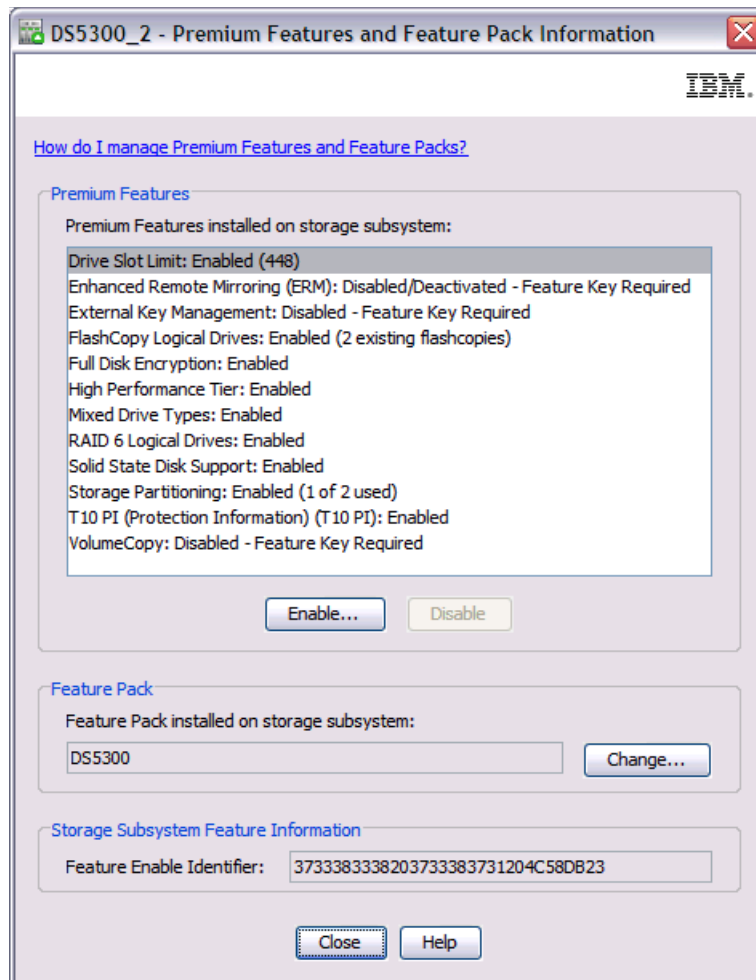 DS5300_2 - Premium Features and Feature Pack Information
IBM.
How do I manage Premium Features and Feature Packs?
Premium Features
Premium Features installed on storage subsystem:
Drive Slot Limit: Enabled (448)
Enhanced Remote Mirroring (ERM): Disabled/Deactivated - Feature Key Required
External Key Management: Disabled - Feature Key Required
FlashCopy Logical Drives: Enabled (2 existing flashcopies)
Full Disk Encryption: Enabled
High Performance Tier: Enabled
Mixed Drive Types: Enabled
RAID 6 Logical Drives: Enabled
Solid State Disk Support: Enabled
Storage Partitioning: Enabled (1 of 2 used)
T10 PI (Protection Information) (T10 PI): Enabled
VolumeCopy: Disabled - Feature Key Required
Enable... Disable
Feature Pack
Feature Pack installed on storage subsystem:
DS5300 Change...
Storage Subsystem Feature Information
Feature Enable Identifier: 37333833382037333837312​04C58DB23
Close Help